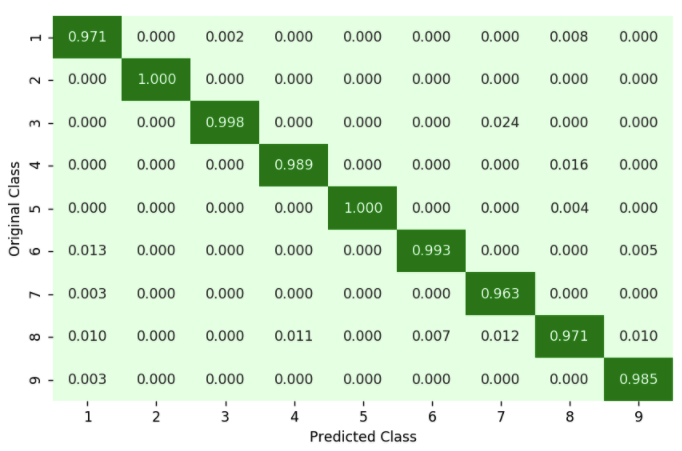 1 0.971 0.000 0.002 0.000 0.000 0.000 0.000 0.008 0.000
2 0.000 1.000 0.000 0.000 0.000 0.000 0.000 0.000 0.000
3 0.000 0.000 0.998 0.000 0.000 0.000 0.024 0.000 0.000
4 0.000 0.000 0.000 0.989 0.000 0.000 0.000 0.016 0.000
5 0.000 0.000 0.000 0.000 1.000 0.000 0.000 0.004 0.000
6 0.013 0.000 0.000 0.000 0.000 0.993 0.000 0.000 0.005
7 0.003 0.000 0.000 0.000 0.000 0.000 0.963 0.000 0.000
8 0.010 0.000 0.000 0.011 0.000 0.007 0.012 0.971 0.010
9 0.003 0.000 0.000 0.000 0.000 0.000 0.000 0.000 0.985
1 2 3 4 5 6 7 8 9
Predicted Class
Original Class